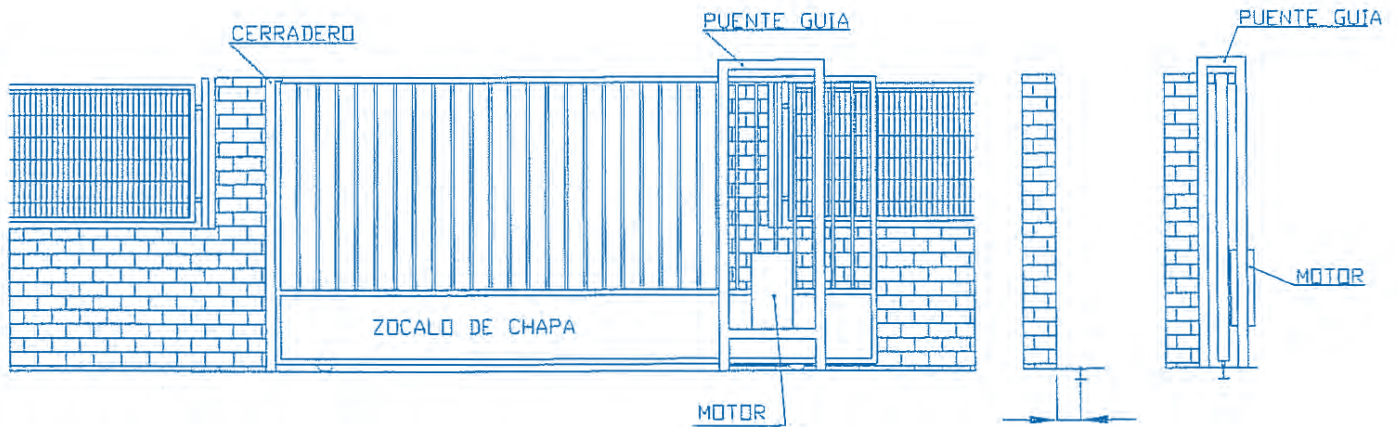 CERRADERO
PUENTE GUIA
PUENTE GUIA
MOTOR
ZOCALO DE CHAPA
MOTOR